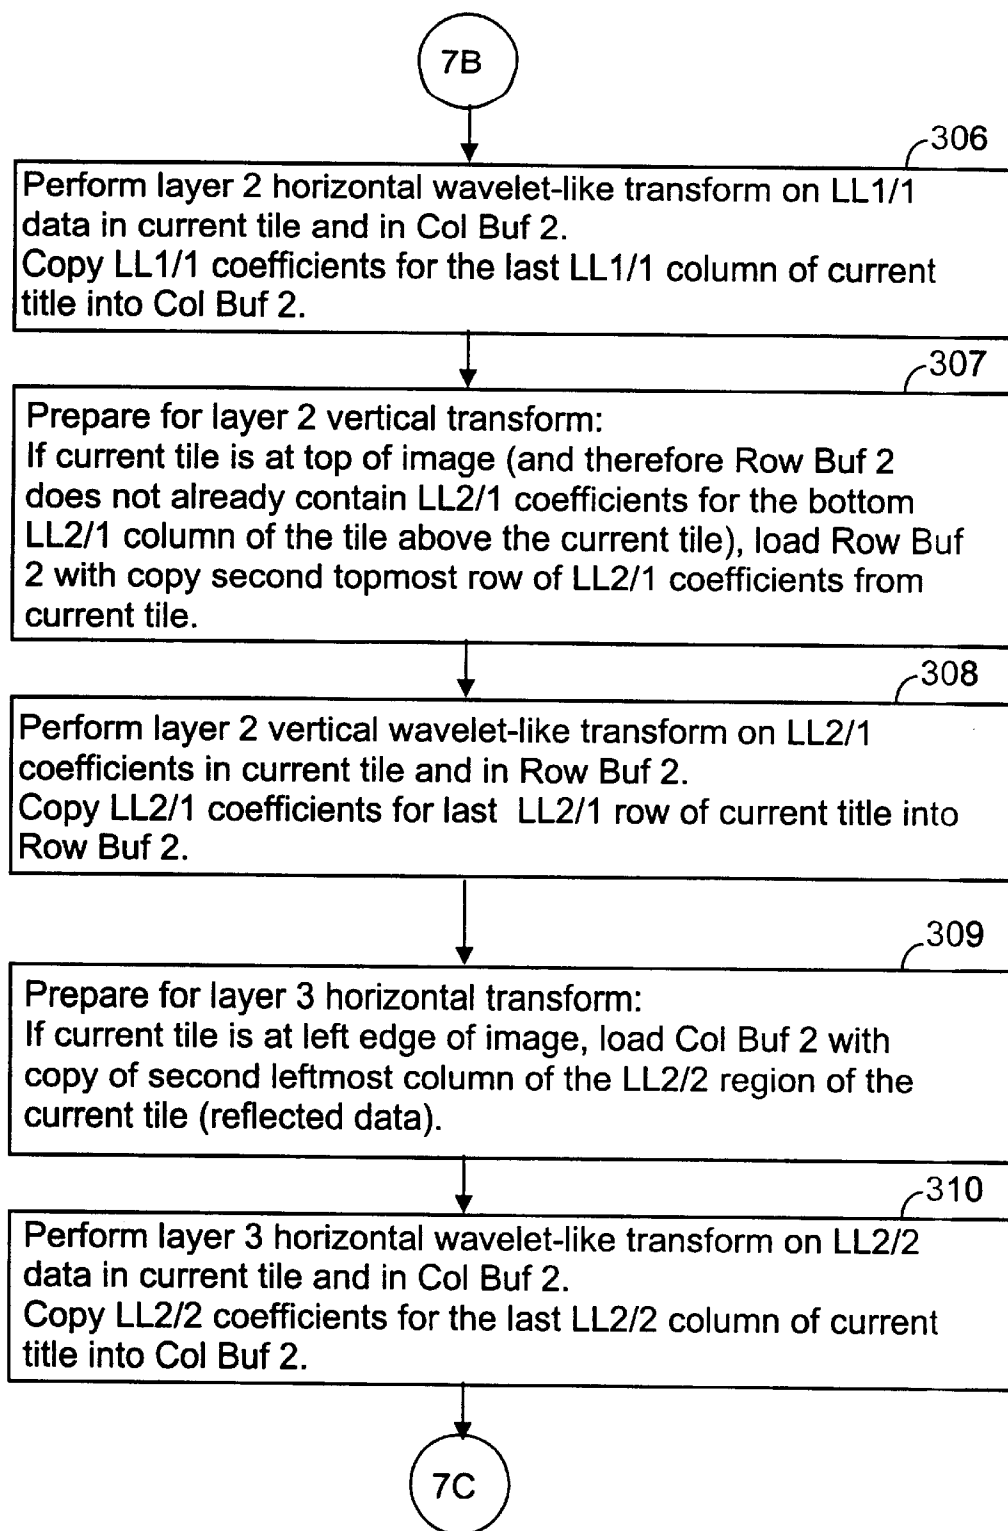 7B
306
Perform layer 2 horizontal wavelet-like transform on LL1/1
data in current tile and in Col Buf 2.
Copy LL1/1 coefficients for the last LL1/1 column of current
title into Col Buf 2.
307
Prepare for layer 2 vertical transform:
If current tile is at top of image (and therefore Row Buf 2
does not already contain LL2/1 coefficients for the bottom
LL2/1 column of the tile above the current tile), load Row Buf
2 with copy second topmost row of LL2/1 coefficients from
current tile.
308
Perform layer 2 vertical wavelet-like transform on LL2/1
coefficients in current tile and in Row Buf 2.
Copy LL2/1 coefficients for last LL2/1 row of current title into
Row Buf 2.
309
Prepare for layer 3 horizontal transform:
If current tile is at left edge of image, load Col Buf 2 with
copy of second leftmost column of the LL2/2 region of the
current tile (reflected data).
310
Perform layer 3 horizontal wavelet-like transform on LL2/2
data in current tile and in Col Buf 2.
Copy LL2/2 coefficients for the last LL2/2 column of current
title into Col Buf 2.
7C